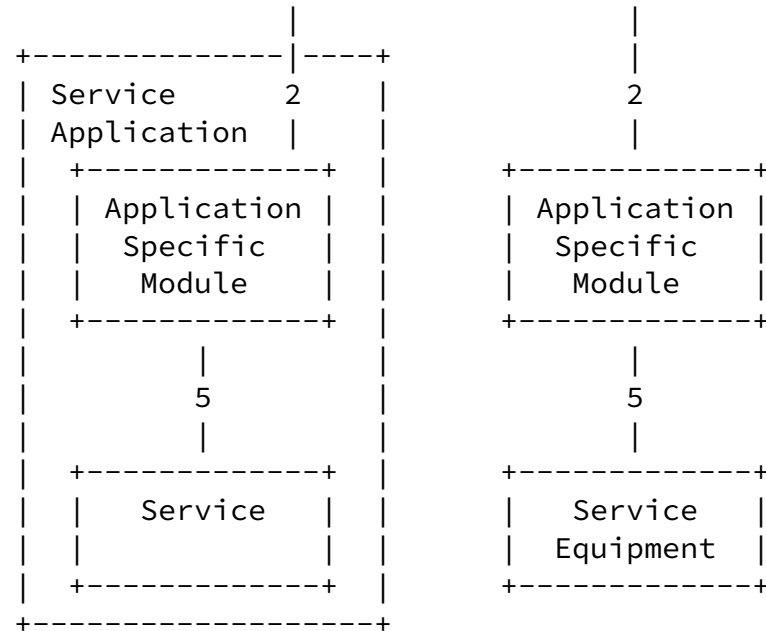 Service 2 2
Application
Application Application
Specific Specific
Module Module
5 5
Service Service
Equipment